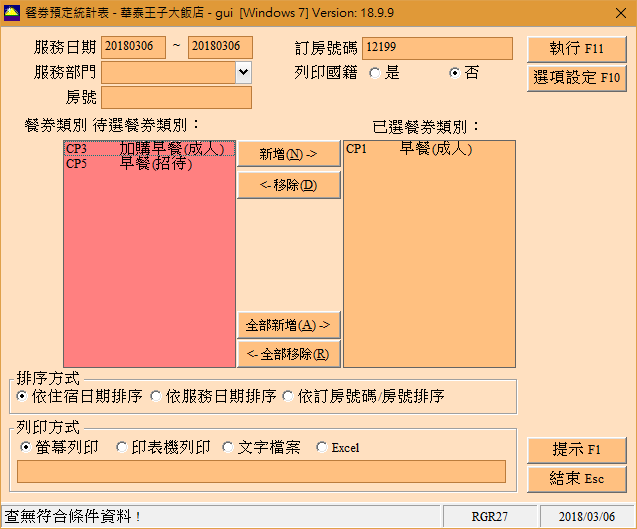 餐券預定統計表 - 華泰王子大飯店 - gui [Windows 7] Version: 18.9.9
服務日期 20180306 ~ 20180306 訂房號碼 12199 執行 F11
服務部門 列印國籍 是 否 選項設定 F10
房號
餐券類別 待選餐券類別： 已選餐券類別：
CP3 加購早餐(成人) 新增(N) -> CP1 早餐(成人)
CP5 早餐(招待)
<- 移除(D)
全部新增(A) ->
<- 全部移除(R)
排序方式
依住宿日期排序 依服務日期排序 依訂房號碼/房號排序
列印方式
螢幕列印 印表機列印 文字檔案 Excel 提示 F1
結束 Esc
查無符合條件資料 ! RGR27 2018/03/06